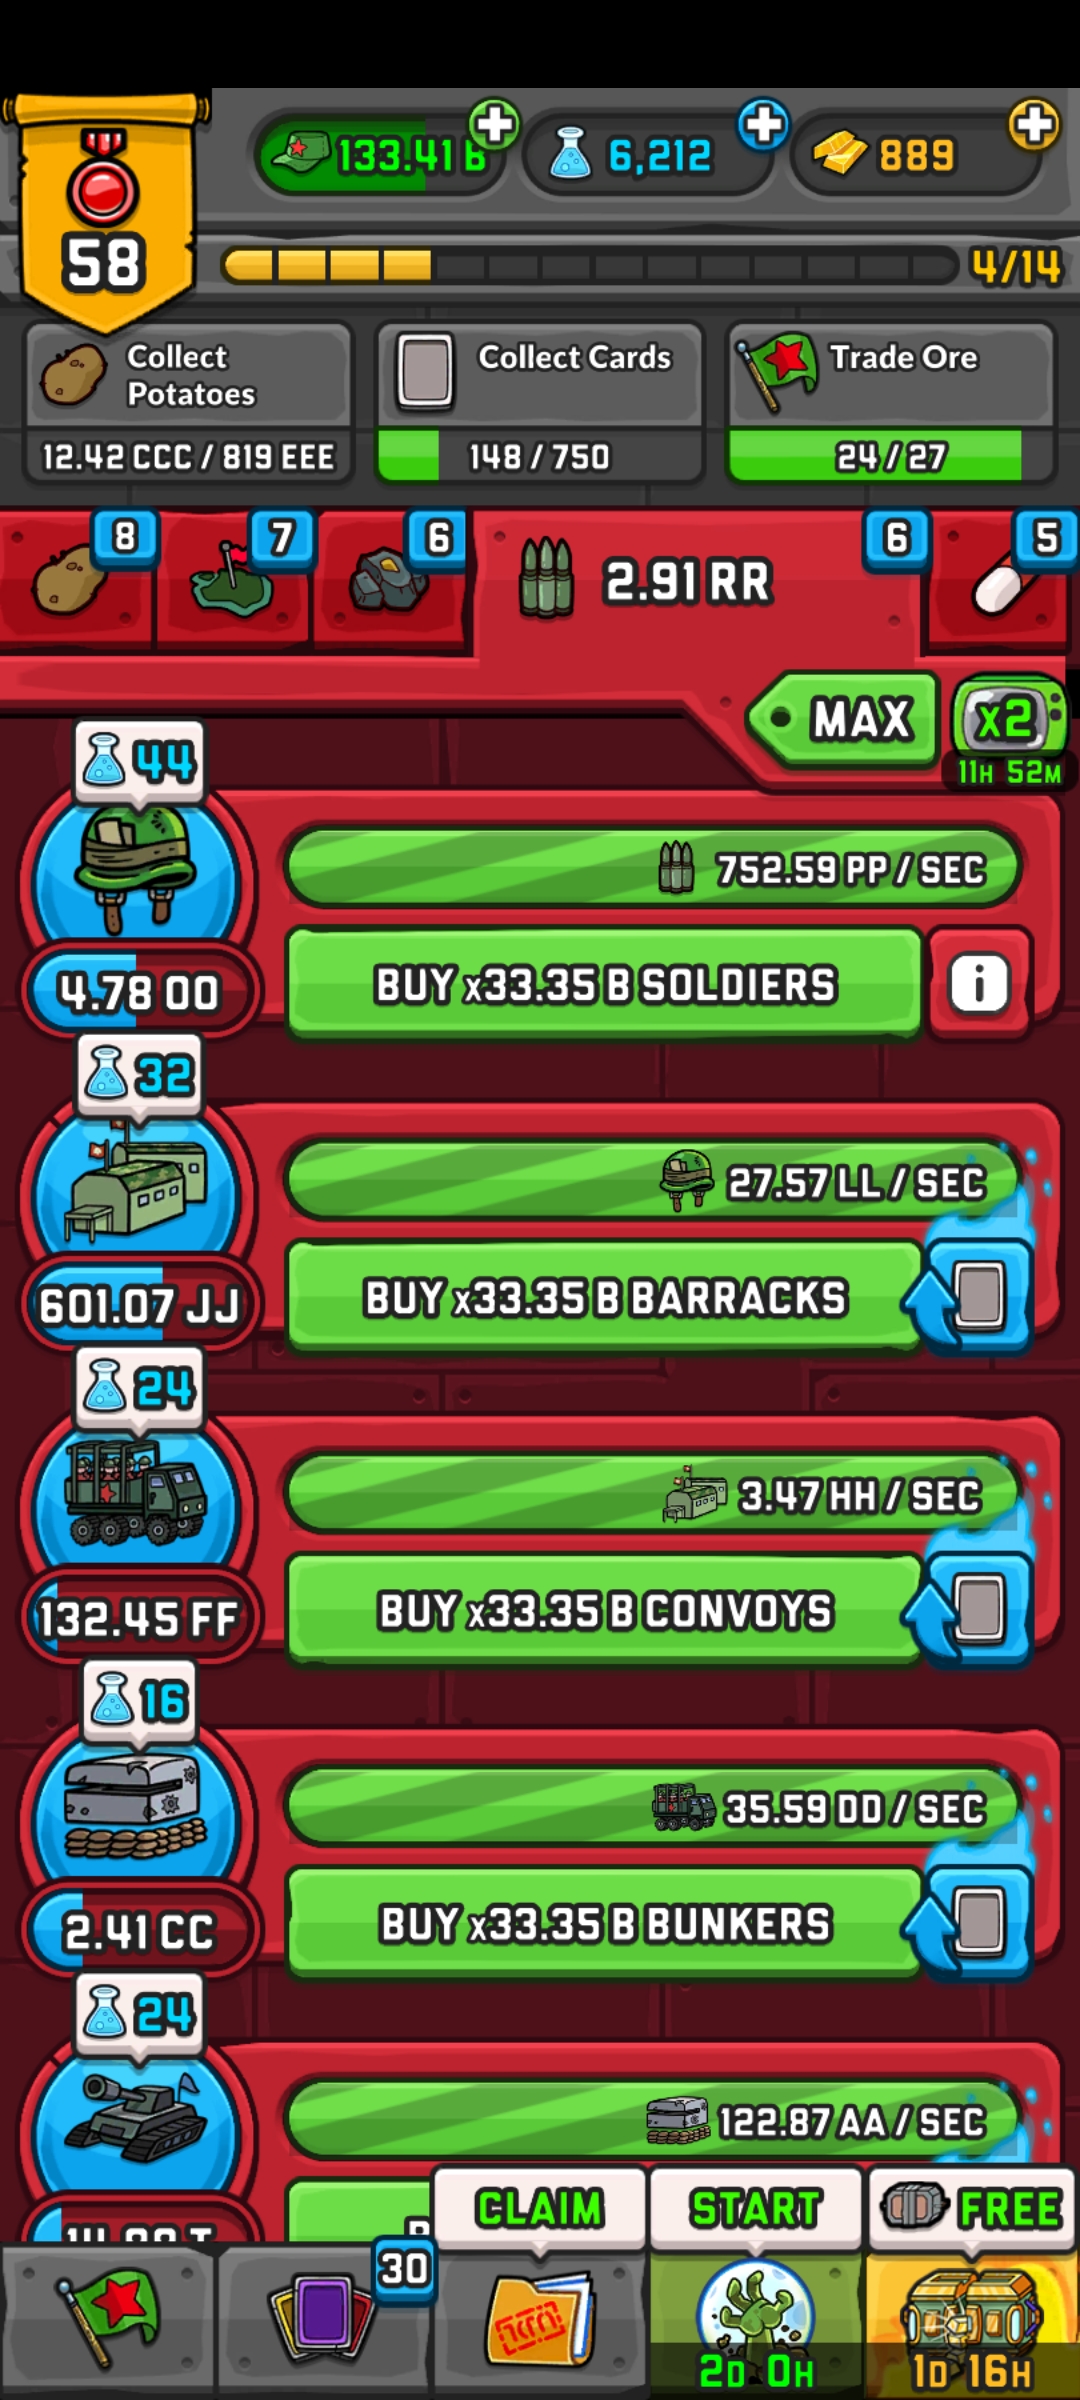 133.41 B
6,212
889
58
4/14
Collect
Potatoes
Collect Cards
Trade Ore
12.42 CCC / 819 EEE
148 / 750
24 / 27
8
7
6
2.91 RR
6
5
MAX
x2
11H 52M
44
752.59 PP / SEC
4.78 OO
BUY x33.35 B SOLDIERS
i
32
27.57 LL / SEC
601.07 JJ
BUY x33.35 B BARRACKS
24
3.47 HH / SEC
132.45 FF
BUY x33.35 B CONVOYS
16
35.59 DD / SEC
2.41 CC
BUY x33.35 B BUNKERS
24
122.87 AA / SEC
CLAIM
START
FREE
30
2D 0H
1D 16H